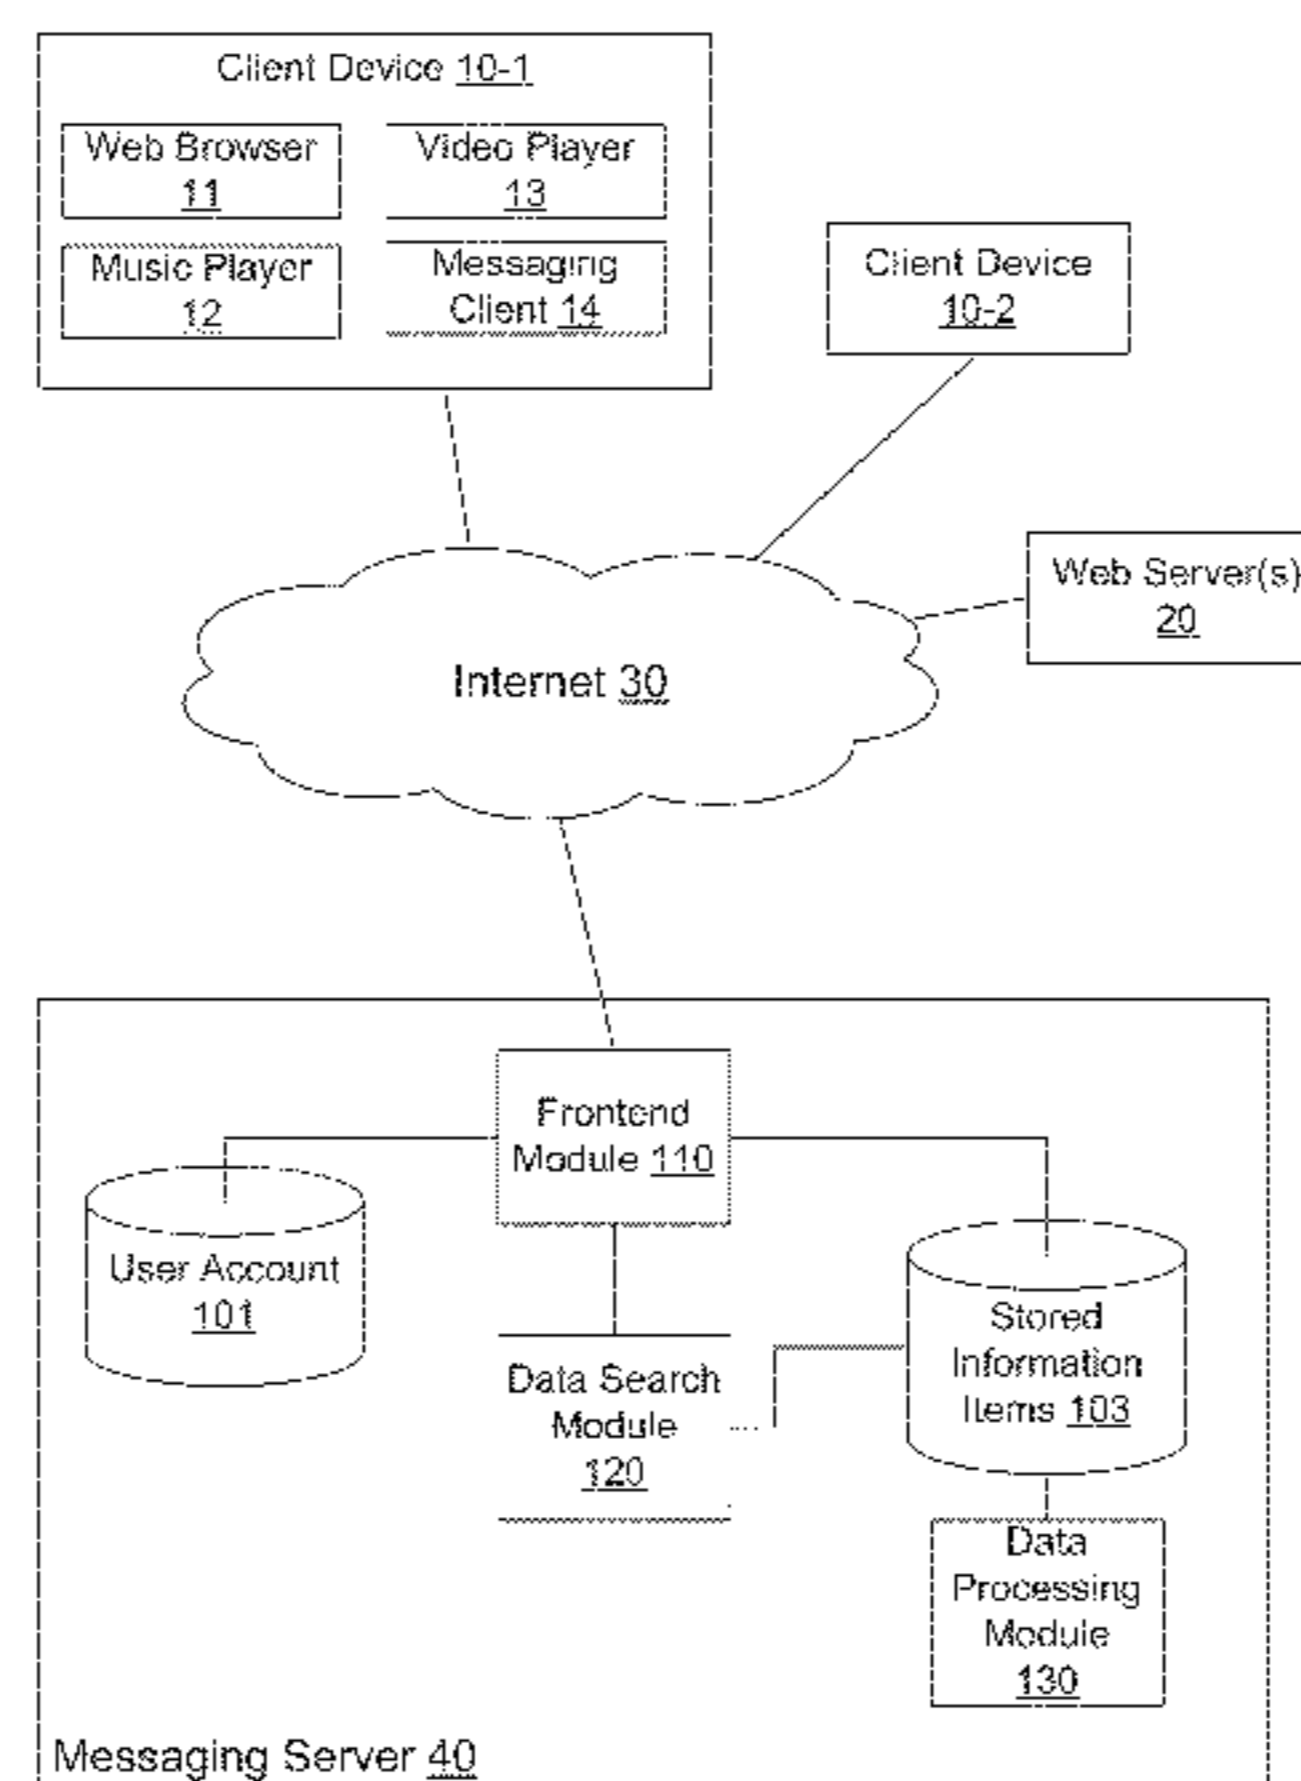 Client Device 10-1
Web Browser
11
Video Player
13
Music Player
12
Messaging
Client 14
Client Device
10-2
Web Server(s)
20
Internet 30
Frontend
Module 110
User Account
101
Stored
Information
Items 103
Data Search
Module
120
Data
Processing
Module
130
Messaging Server 40